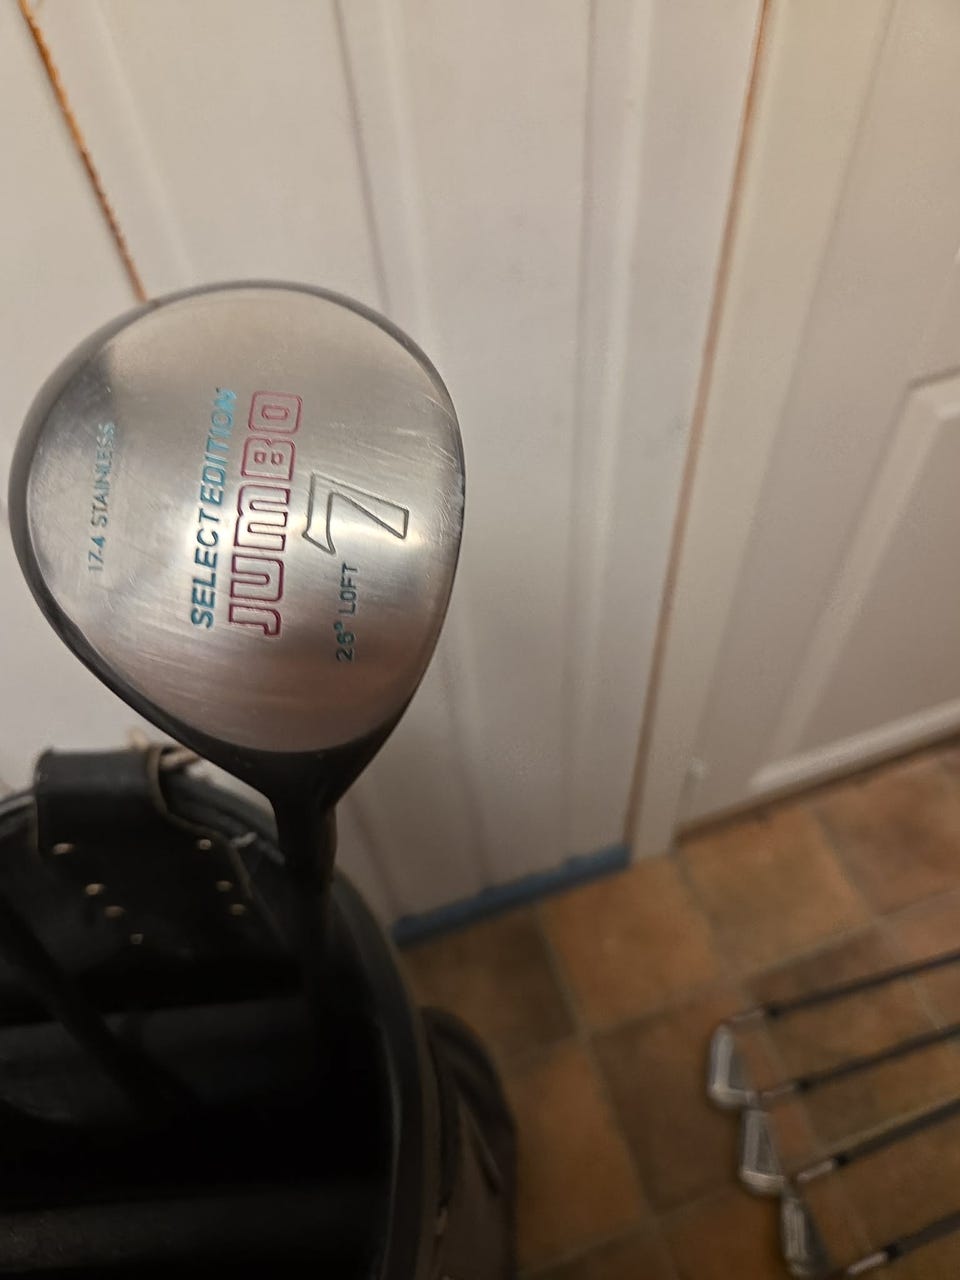 17-4 STAINLESS
SELECT EDITION
JUMBO
7
26° LOFT